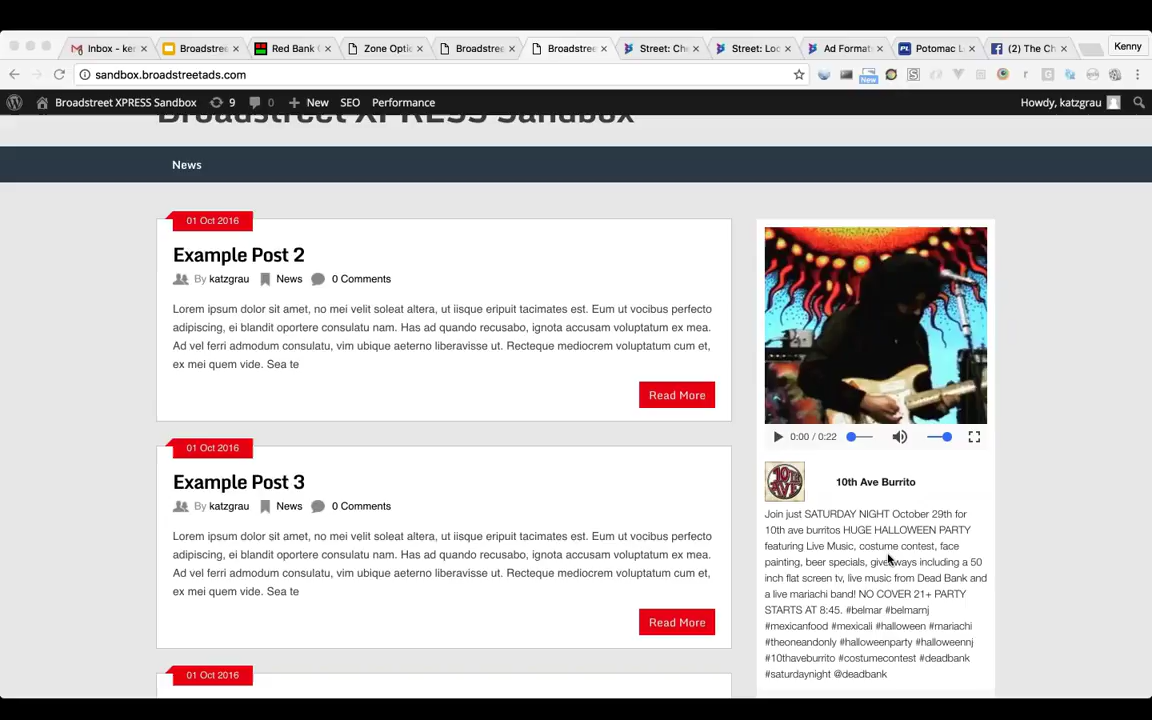 Inbox - ke
Broadstree
Red Bank
Zone Optic
Broadstree
Broadstree
Street: Ch
Street: Loc
Ad Format
Potomac L
(2) The Ch
Kenny
sandbox.broadstreetads.com
New
Broadstreet XPRESS Sandbox
9
0
New
SEO
Performance
Howdy, katzgrau
Broadstreet XPRESS Sandbox
News
01 Oct 2016
Example Post 2
By katzgrau
News
0 Comments
Lorem ipsum dolor sit amet, no mei velit soleat altera, ut iisque eripuit tacimates est. Eum ut vocibus perfecto
adipiscing, ei blandit oportere consulatu nam. Has ad quando recusabo, ignota accusam voluptatum ex mea.
Ad vel ferri admodum consulatu, vim ubique aeterno liberavisse ut. Recteque mediocrem voluptatum cum et,
ex mei quem vide. Sea te
Read More
01 Oct 2016
Example Post 3
By katzgrau
News
0 Comments
Lorem ipsum dolor sit amet, no mei velit soleat altera, ut iisque eripuit tacimates est. Eum ut vocibus perfecto
adipiscing, ei blandit oportere consulatu nam. Has ad quando recusabo, ignota accusam voluptatum ex mea.
Ad vel ferri admodum consulatu, vim ubique aeterno liberavisse ut. Recteque mediocrem voluptatum cum et,
ex mei quem vide. Sea te
Read More
01 Oct 2016
0:00 / 0:22
10TH AVE
10th Ave Burrito
Join just SATURDAY NIGHT October 29th for
10th ave burritos HUGE HALLOWEEN PARTY
featuring Live Music, costume contest, face
painting, beer specials, giveways including a 50
inch flat screen tv, live music from Dead Bank and
a live mariachi band! NO COVER 21+ PARTY
STARTS AT 8:45. #belmar #belmarnj
#mexicanfood #mexicali #halloween #mariachi
#theoneandonly #halloweenparty #halloweennj
#10thaveburrito #costumecontest #deadbank
#saturdaynight @deadbank